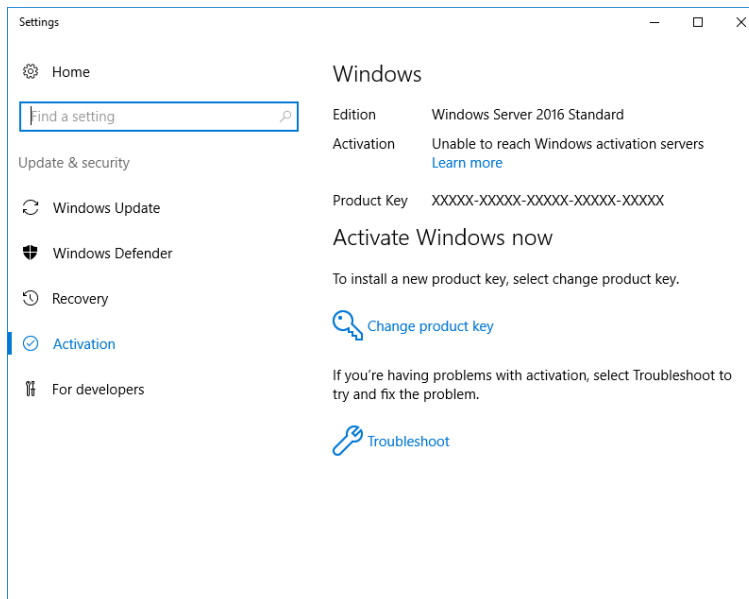 Settings
Home
Find a setting
Update & security
Windows Update
Windows Defender
Recovery
Activation
For developers
Windows
Edition Windows Server 2016 Standard
Activation Unable to reach Windows activation servers
Learn more
Product Key XXXXX-XXXXX-XXXXX-XXXXX-XXXXX
Activate Windows now
To install a new product key, select change product key.
Change product key
If you're having problems with activation, select Troubleshoot to
try and fix the problem.
Troubleshoot